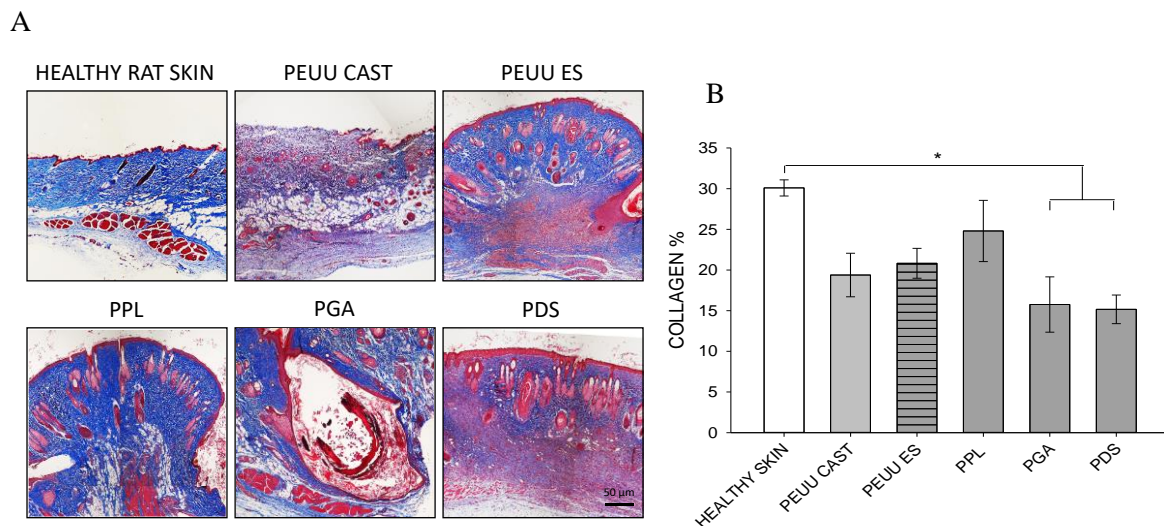 A
HEALTHY RAT SKIN
PEUU CAST
PEUU ES
PPL
PGA
PDS
50 µm
B
*
COLLAGEN %
35
30
25
20
15
10
5
0
HEALTHY SKIN
PEUU CAST
PEUU ES
PPL
PGA
PDS